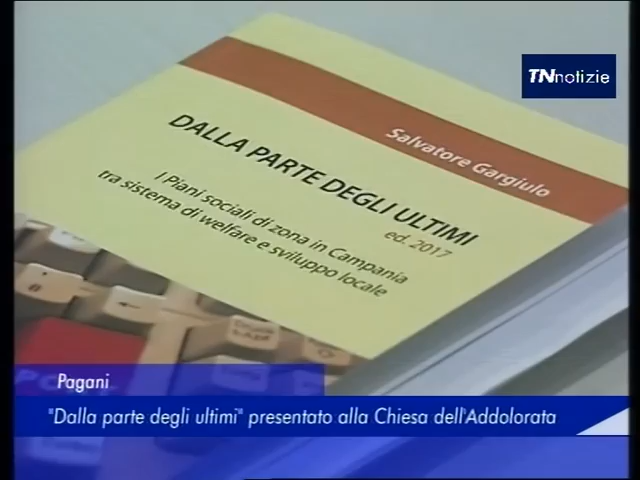 TNnotizie
Salvatore Gargiulo
DALLA PARTE DEGLI ULTIMI
ed. 2017
I Piani sociali di zona in Campania
tra sistema di welfare e sviluppo locale
Pagani
"Dalla parte degli ultimi" presentato alla Chiesa dell'Addolorata